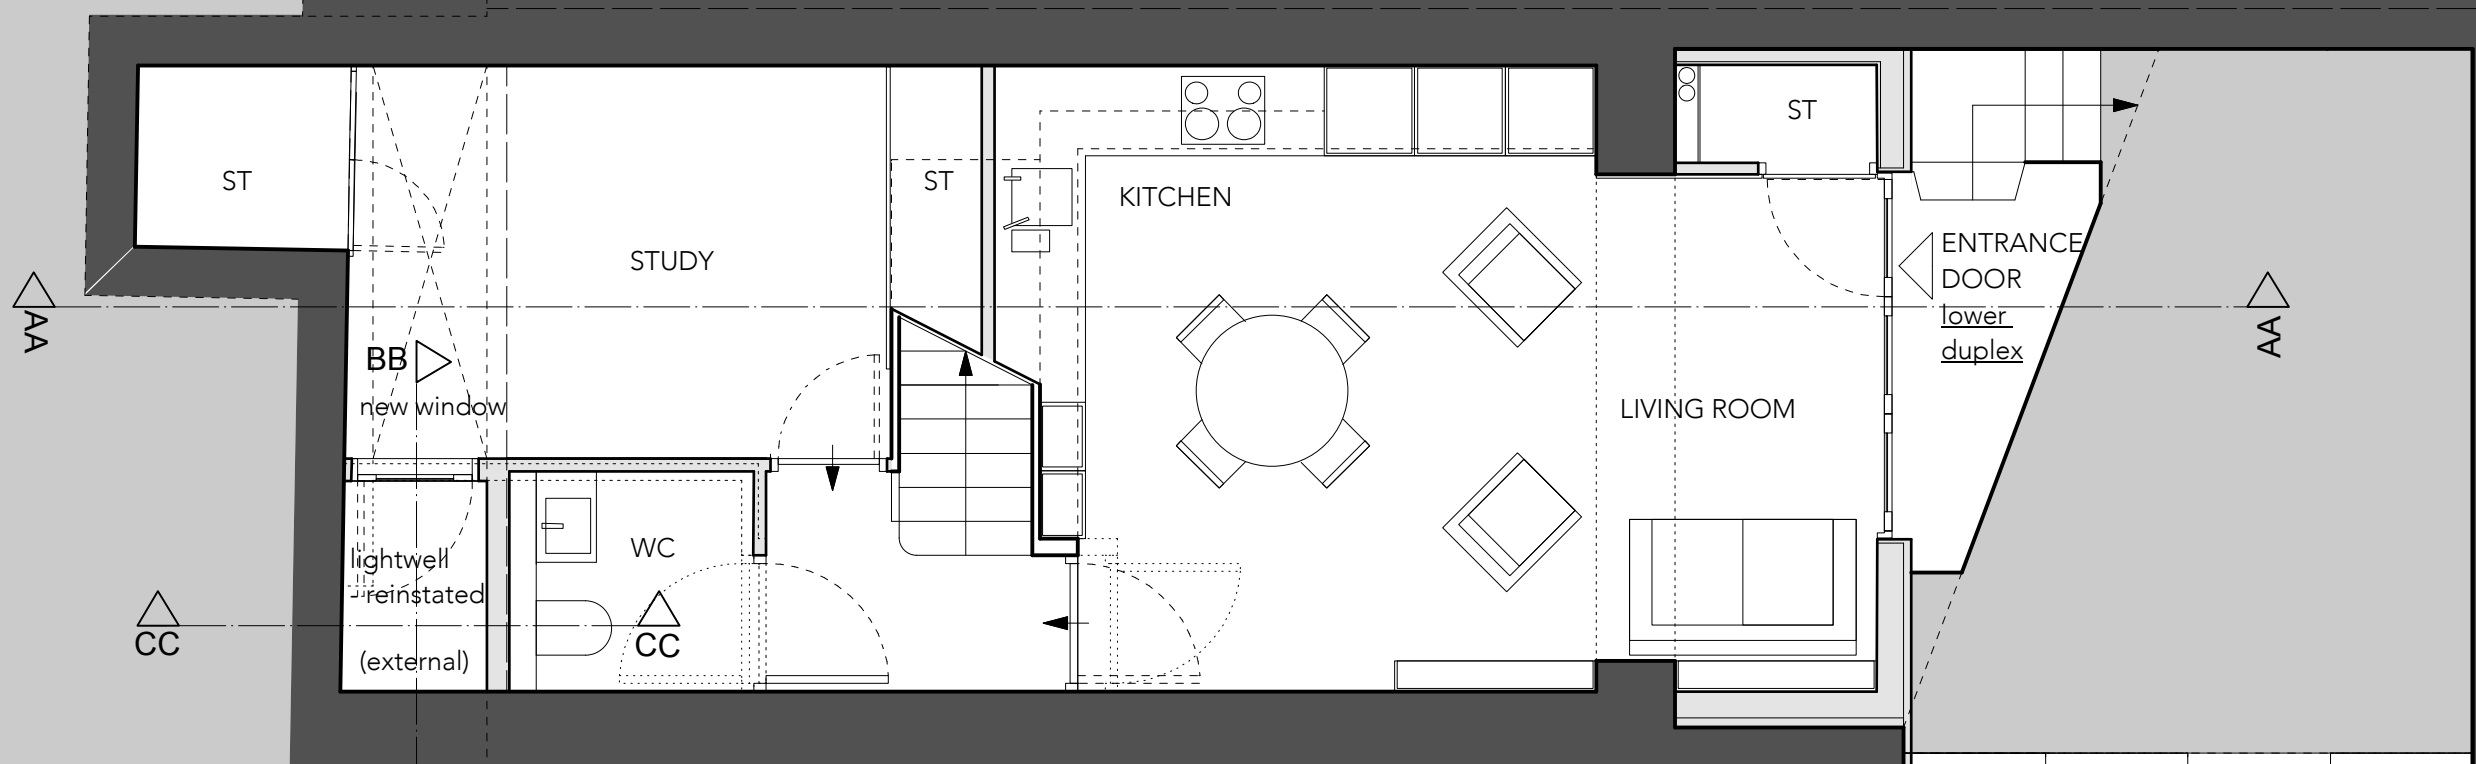 ST
ST
ST
KITCHEN
STUDY
ENTRANCE
DOOR
lower
duplex
AA
AA
BB
new window
LIVING ROOM
WC
lightwell
reinstated
(external)
CC
CC